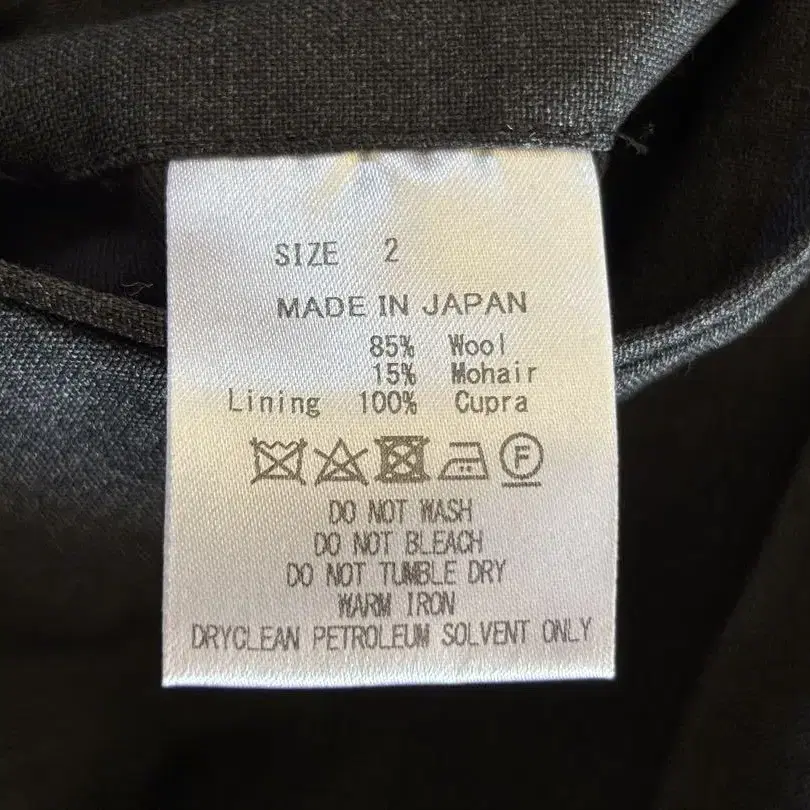 SIZE 2
MADE IN JAPAN
85% Wool
15% Mohair
Lining 100% Cupra
F
DO NOT WASH
DO NOT BLEACH
DO NOT TUMBLE DRY
WARM IRON
DRYCLEAN PETROLEUM SOLVENT ONLY